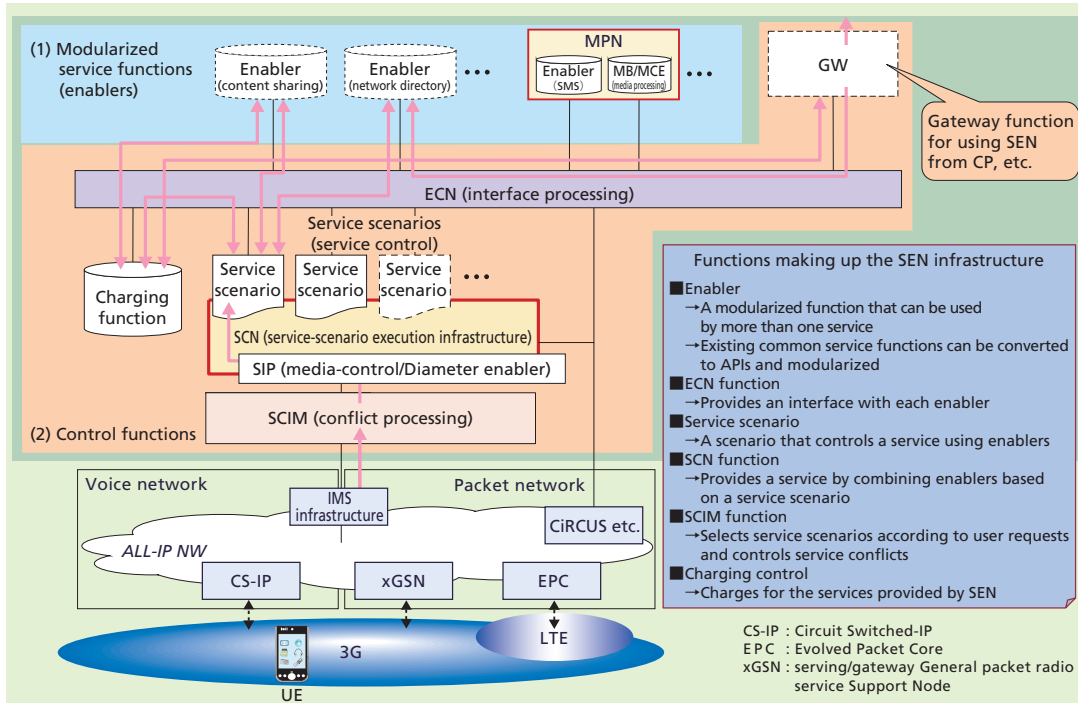 (1) Modularized
service functions
(enablers)
Enabler
(content sharing)
Enabler
(network directory)
•••
MPN
Enabler
(SMS)
MB/MCE
(media processing)
•••
GW
Gateway function
for using SEN
from CP, etc.
ECN (interface processing)
Service scenarios
(service control)
Charging
function
Service
scenario
Service
scenario
Service
scenario
•••
SCN (service-scenario execution infrastructure)
SIP (media-control/Diameter enabler)
SCIM (conflict processing)
(2) Control functions
Functions making up the SEN infrastructure
■Enabler
→A modularized function that can be used
by more than one service
→Existing common service functions can be converted
to APIs and modularized
■ECN function
→Provides an interface with each enabler
■Service scenario
→A scenario that controls a service using enablers
■SCN function
→Provides a service by combining enablers based
on a service scenario
■SCIM function
→Selects service scenarios according to user requests
and controls service conflicts
■Charging control
→Charges for the services provided by SEN
Voice network
Packet network
IMS
infrastructure
CiRCUS etc.
ALL-IP NW
CS-IP
xGSN
EPC
3G
LTE
UE
CS-IP : Circuit Switched-IP
EPC : Evolved Packet Core
xGSN : serving/gateway General packet radio
service Support Node